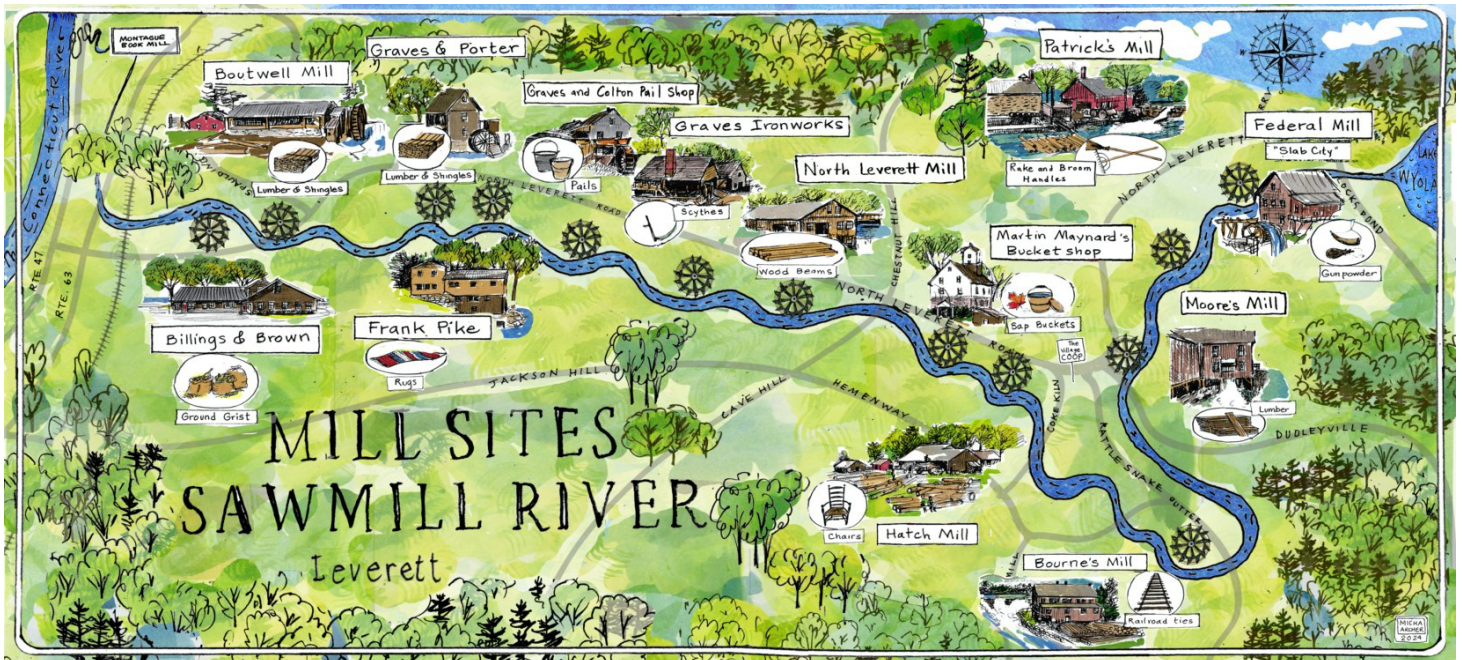 MONTAGUE
BOOK MILL
Connecticut River
Graves & Porter
Boutwell Mill
Graves and Colton Pail Shop
Graves Ironworks
North Leverett Mill
Patrick's Mill
N
W
E
S
Federal Mill
"Slab City"
LAKE
WYOLA
LOCKS POND
Lumber & Shingles
Lumber & Shingles
Pails
Scythes
Wood Beams
Rake and Broom
Handles
NORTH LEVERETT
NORTH LEVERETT ROAD
CHESTNUT HILL
Gunpowder
Martin Maynard's
Bucket shop
Sap Buckets
NORTH LEVERETT ROAD
The
Village
COOP
Moore's Mill
Lumber
DUDLEYVILLE
RTE. 47
RTE. 63
Billings & Brown
Ground Grist
Frank Pike
Rugs
JACKSON HILL
CAVE HILL
HEMENWAY
COKE KILN
RATTLESNAKE GUTTER
MILL SITES
SAWMILL RIVER
Leverett
Chairs
Hatch Mill
HILL
Bourne's Mill
Railroad ties
MICHA
ARCHER
2024